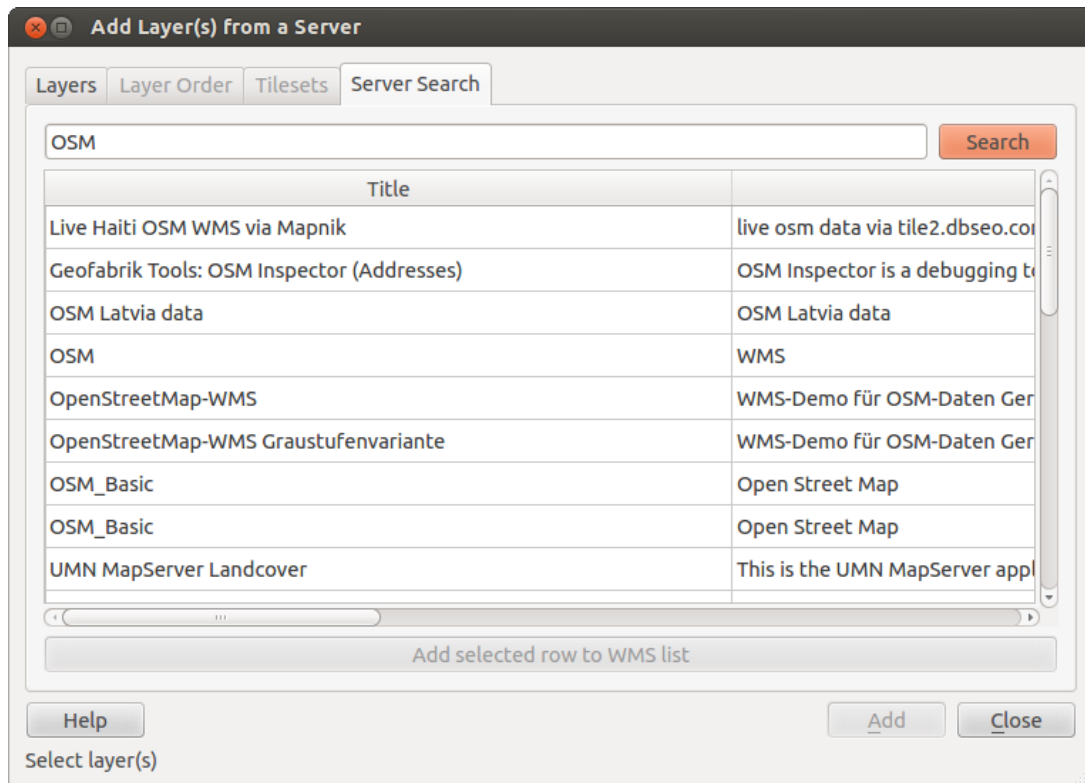 Add Layer(s) from a Server
Layers Layer Order Tilesets Server Search
OSM Search
Title
Live Haiti OSM WMS via Mapnik live osm data via tile2.dbseo.co
Geofabrik Tools: OSM Inspector (Addresses) OSM Inspector is a debugging t
OSM Latvia data OSM Latvia data
OSM WMS
OpenStreetMap-WMS WMS-Demo für OSM-Daten Ger
OpenStreetMap-WMS Graustufenvariante WMS-Demo für OSM-Daten Ger
OSM_Basic Open Street Map
OSM_Basic Open Street Map
UMN MapServer Landcover This is the UMN MapServer appl
Add selected row to WMS list
Help Add Close
Select layer(s)